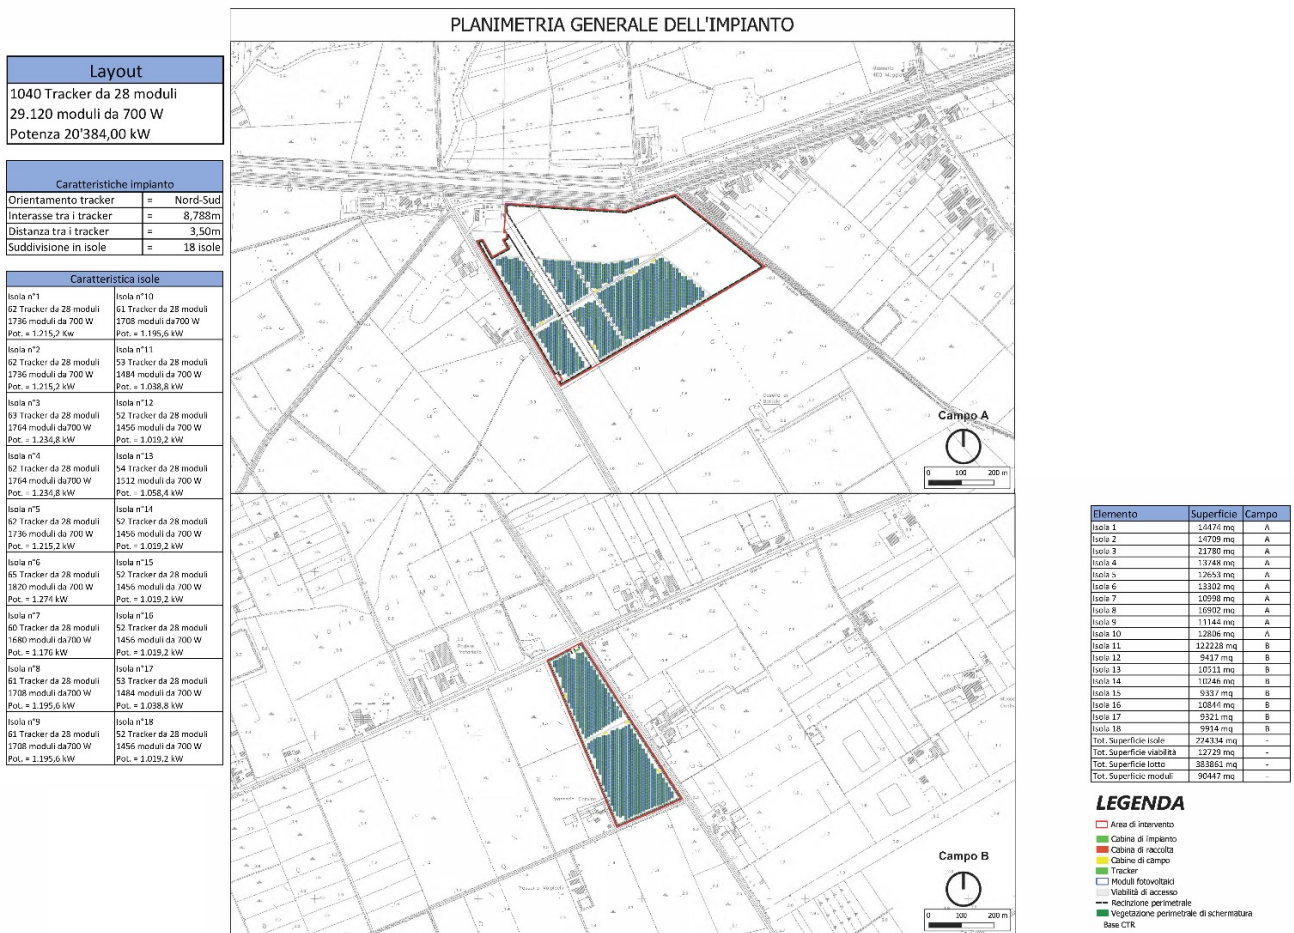 PLANIMETRIA GENERALE DELL'IMPIANTO
Layout
1040 Tracker da 28 moduli
29.120 moduli da 700 W
Potenza 20'384,00 kW
Caratteristiche impianto
Orientamento tracker = Nord-Sud
Interasse tra i tracker = 8,788m
Distanza tra i tracker = 3,50m
Suddivisione in isole = 18 isole
Caratteristica isole
Isola n°1
62 Tracker da 28 moduli
1736 moduli da 700 W
Pot. = 1.215,2 Kw
Isola n°10
61 Tracker da 28 moduli
1708 moduli da700 W
Pot. = 1.195,6 kW
Isola n°2
62 Tracker da 28 moduli
1736 moduli da 700 W
Pot. = 1.215,2 kW
Isola n°11
53 Tracker da 28 moduli
1484 moduli da 700 W
Pot. = 1.038,8 kW
Isola n°3
63 Tracker da 28 moduli
1764 moduli da700 W
Pot. = 1.234,8 kW
Isola n°12
52 Tracker da 28 moduli
1456 moduli da 700 W
Pot. = 1.019,2 kW
Isola n°4
62 Tracker da 28 moduli
1764 moduli da 700 W
Pot. = 1.234,8 kW
Isola n°13
54 Tracker da 28 moduli
1512 moduli da 700 W
Pot. = 1.058,4 kW
Isola n°5
62 Tracker da 28 moduli
1736 moduli da 700 W
Pot. = 1.215,2 kW
Isola n°14
52 Tracker da 28 moduli
1456 moduli da 700 W
Pot. = 1.019,2 kW
Isola n°6
65 Tracker da 28 moduli
1820 moduli da 700 W
Pot. = 1.274 kW
Isola n°15
52 Tracker da 28 moduli
1456 moduli da 700 W
Pot. = 1.019,2 kW
Isola n°7
60 Tracker da 28 moduli
1680 moduli da700 W
Pot. = 1.176 kW
Isola n°16
52 Tracker da 28 moduli
1456 moduli da 700 W
Pot. = 1.019,2 kW
Isola n°8
61 Tracker da 28 moduli
1708 moduli da700 W
Pot. = 1.195,6 kW
Isola n°17
53 Tracker da 28 moduli
1484 moduli da 700 W
Pot. = 1.038,8 kW
Isola n°9
61 Tracker da 28 moduli
1708 moduli da700 W
Pot. = 1.195,6 kW
Isola n°18
52 Tracker da 28 moduli
1456 moduli da 700 W
Pot. = 1.019,2 kW
Campo A
0 100 200 m
Campo B
0 100 200 m
Elemento Superficie Campo
Isola 1 14474 mq A
Isola 2 14709 mq A
Isola 3 21780 mq A
Isola 4 13748 mq A
Isola 5 12653 mq A
Isola 6 13302 mq A
Isola 7 10998 mq A
Isola 8 16902 mq A
Isola 9 11144 mq A
Isola 10 12806 mq A
Isola 11 122228 mq B
Isola 12 9417 mq B
Isola 13 10511 mq B
Isola 14 10246 mq B
Isola 15 9337 mq B
Isola 16 10844 mq B
Isola 17 9321 mq B
Isola 18 9914 mq B
Tot. Superficie isole 224334 mq -
Tot. Superficie viabilità 12729 mq -
Tot. Superficie lotto 383861 mq -
Tot. Superficie moduli 90447 mq -
LEGENDA
Area di intervento
Cabina di impianto
Cabina di raccolta
Cabine di campo
Tracker
Moduli fotovoltaici
Viabilità di accesso
Recinzione perimetrale
Vegetazione perimetrale di schermatura
Base CTR